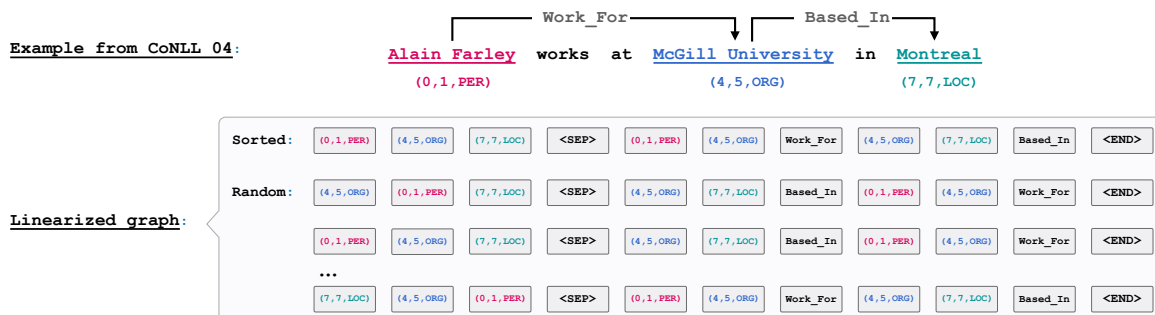 Work_For Based_In
Example from CoNLL 04: Alain Farley works at McGill University in Montreal
(0,1,PER) (4,5,ORG) (7,7,LOC)
Sorted: (0,1,PER) (4,5,ORG) (7,7,LOC) <SEP> (0,1,PER) (4,5,ORG) Work_For (4,5,ORG) (7,7,LOC) Based_In <END>
Random: (4,5,ORG) (0,1,PER) (7,7,LOC) <SEP> (4,5,ORG) (7,7,LOC) Based_In (0,1,PER) (4,5,ORG) Work_For <END>
Linearized graph:
(0,1,PER) (4,5,ORG) (7,7,LOC) <SEP> (4,5,ORG) (7,7,LOC) Based_In (0,1,PER) (4,5,ORG) Work_For <END>
...
(7,7,LOC) (4,5,ORG) (0,1,PER) <SEP> (0,1,PER) (4,5,ORG) Work_For (4,5,ORG) (7,7,LOC) Based_In <END>